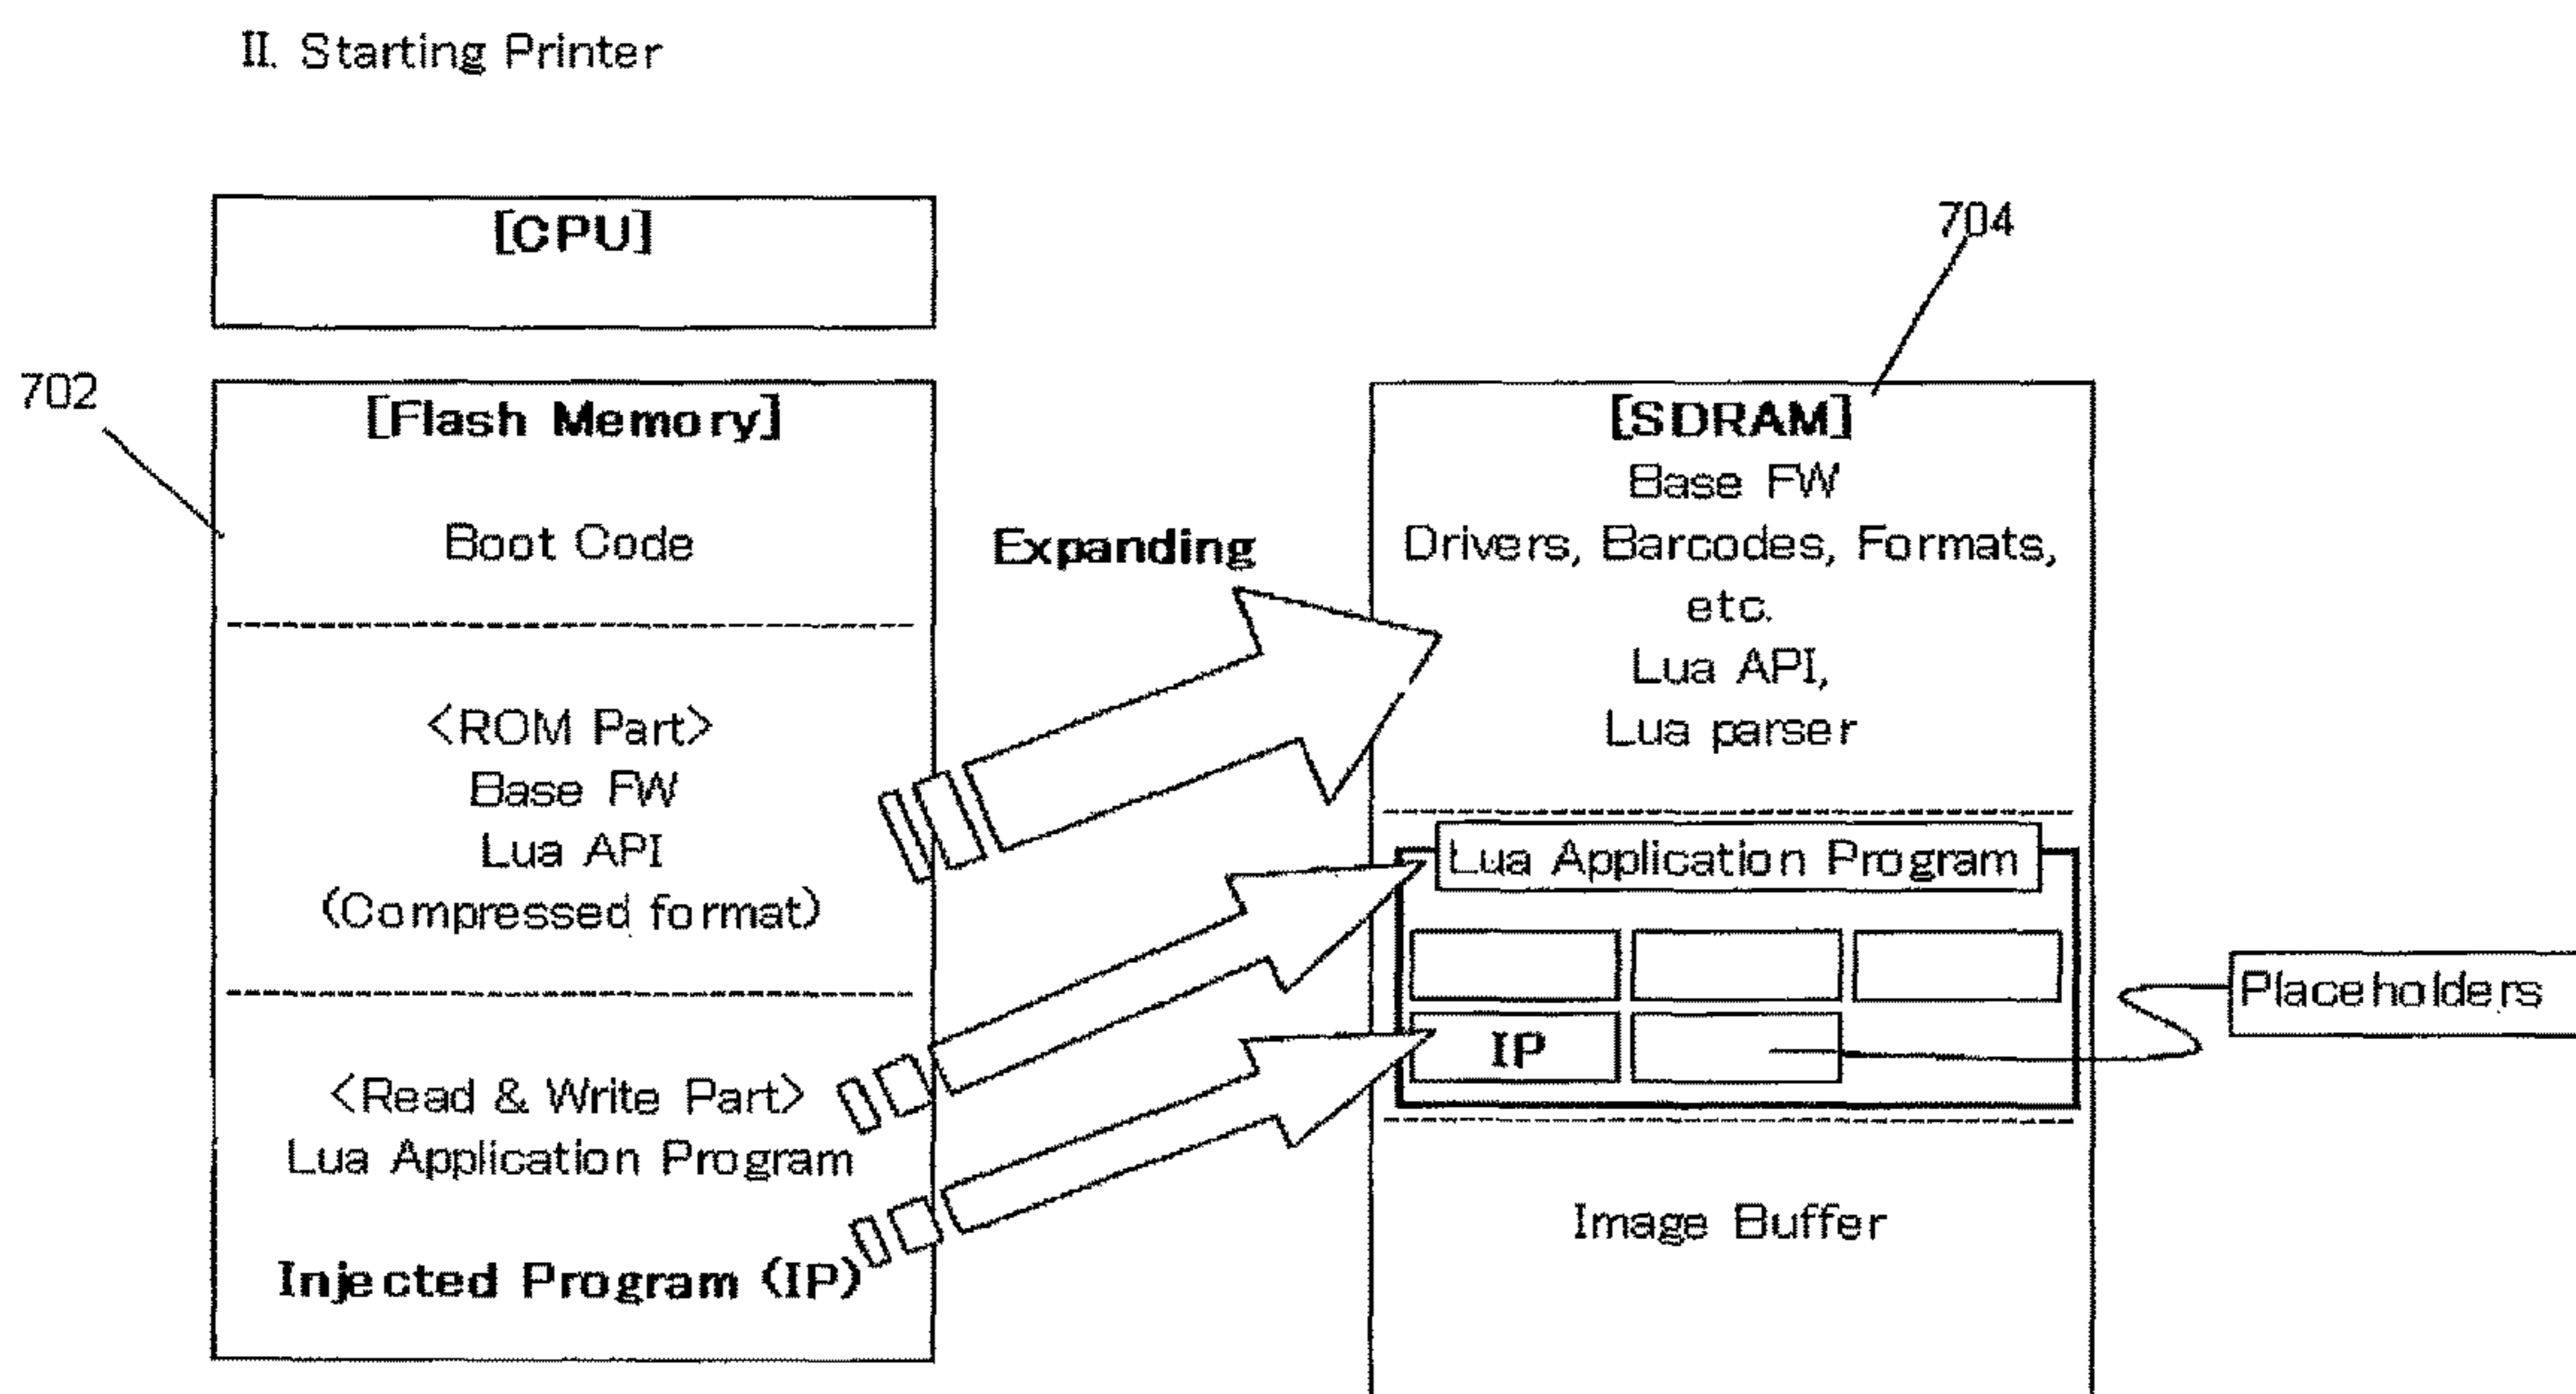 II. Starting Printer
[CPU]
704
702
[Flash Memory]
Boot Code
<ROM Part>
Base FW
Lua API
(Compressed format)
<Read & Write Part>
Lua Application Program
Injected Program (IP)
Expanding
[SDRAM]
Base FW
Drivers, Barcodes, Formats,
etc.
Lua API,
Lua parser
Lua Application Program
IP
Placeholders
Image Buffer